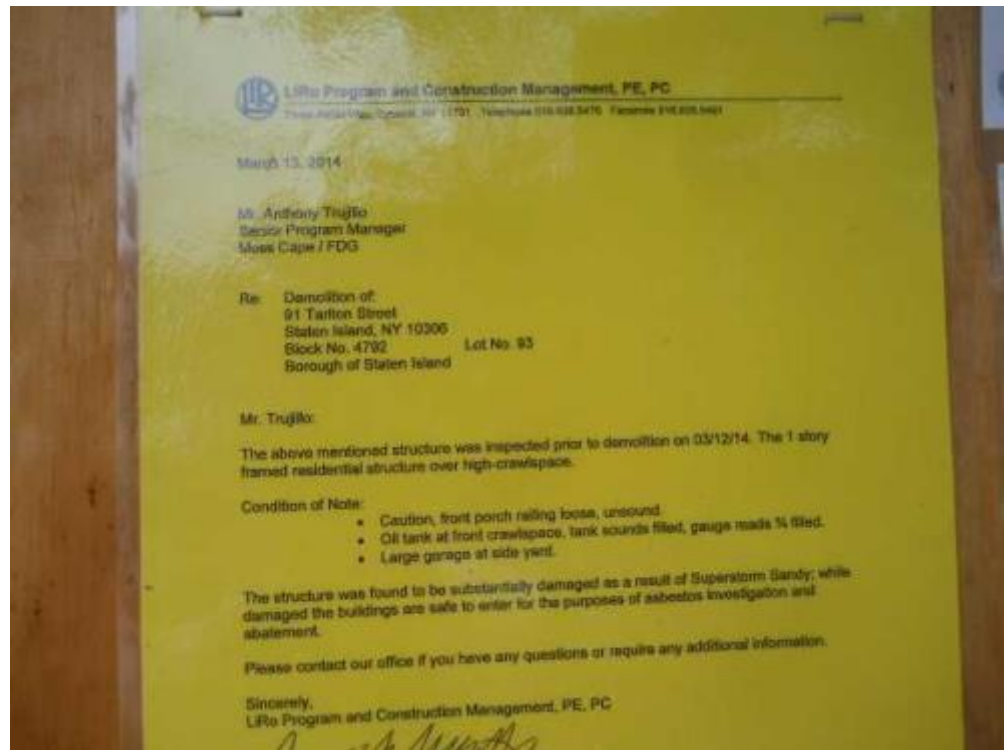 LiRo Program and Construction Management, PE, PC
March 13, 2014
Mr. Anthony Trujillo
Senior Program Manager
Moss Cape / FDG
Re: Demolition of:
91 Tarlton Street
Staten Island, NY 10306
Block No. 4792 Lot No. 93
Borough of Staten Island
Mr. Trujillo:
The above mentioned structure was inspected prior to demolition on 03/12/14. The 1 story
framed residential structure over high-crawlspace.
Condition of Note:
• Caution, front porch railing loose, unsound
• Oil tank at front crawlspace, tank sounds filled, gauge reads ¾ filled.
• Large garage at side yard.
The structure was found to be substantially damaged as a result of Superstorm Sandy; while
damaged the buildings are safe to enter for the purposes of asbestos investigation and
abatement.
Please contact our office if you have any questions or require any additional information.
Sincerely,
LiRo Program and Construction Management, PE, PC